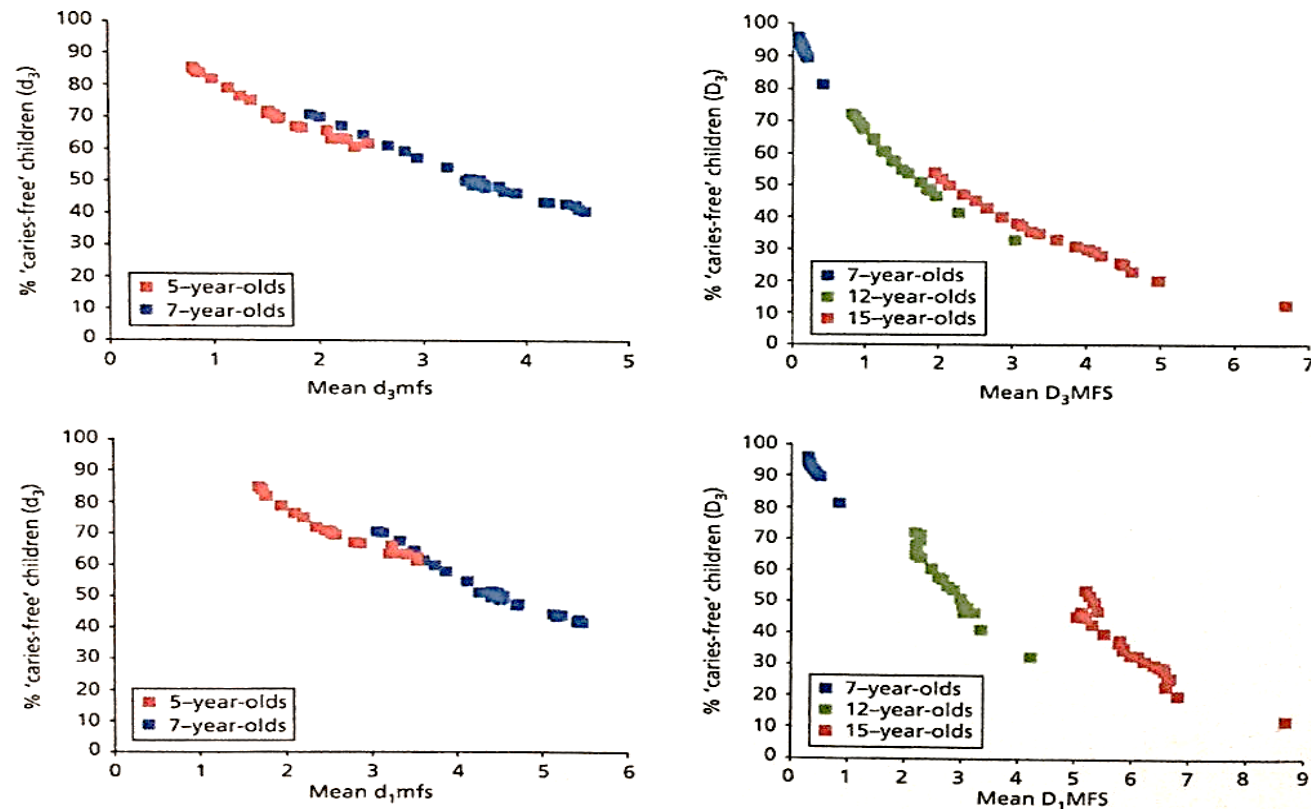 % 'caries-free' children (d₃)
100
90
80
70
60
50
40
30
20
10
0
5–year-olds
7–year-olds
0 1 2 3 4 5
Mean d₃mfs
% 'caries-free' children (D₃)
100
90
80
70
60
50
40
30
20
10
0
7–year-olds
12–year-olds
15–year-olds
0 1 2 3 4 5 6 7
Mean D₃MFS
% 'caries-free' children (d₃)
100
90
80
70
60
50
40
30
20
10
0
5–year-olds
7–year-olds
0 1 2 3 4 5 6
Mean d₁mfs
% 'caries-free' children (D₃)
100
90
80
70
60
50
40
30
20
10
0
7–year-olds
12–year-olds
15–year-olds
0 1 2 3 4 5 6 7 8 9
Mean D₁MFS